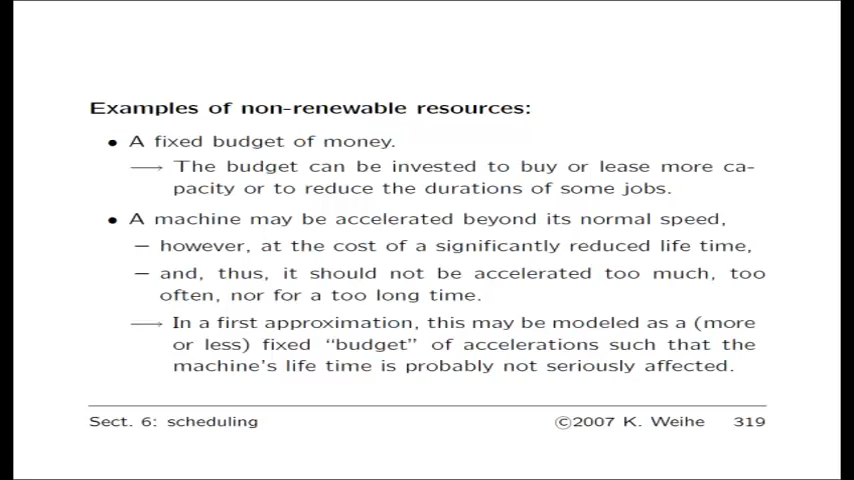 Examples of non-renewable resources:
• A fixed budget of money.
⟶ The budget can be invested to buy or lease more ca-
pacity or to reduce the durations of some jobs.
• A machine may be accelerated beyond its normal speed,
– however, at the cost of a significantly reduced life time,
– and, thus, it should not be accelerated too much, too
often, nor for a too long time.
⟶ In a first approximation, this may be modeled as a (more
or less) fixed “budget” of accelerations such that the
machine's life time is probably not seriously affected.
Sect. 6: scheduling ©2007 K. Weihe 319